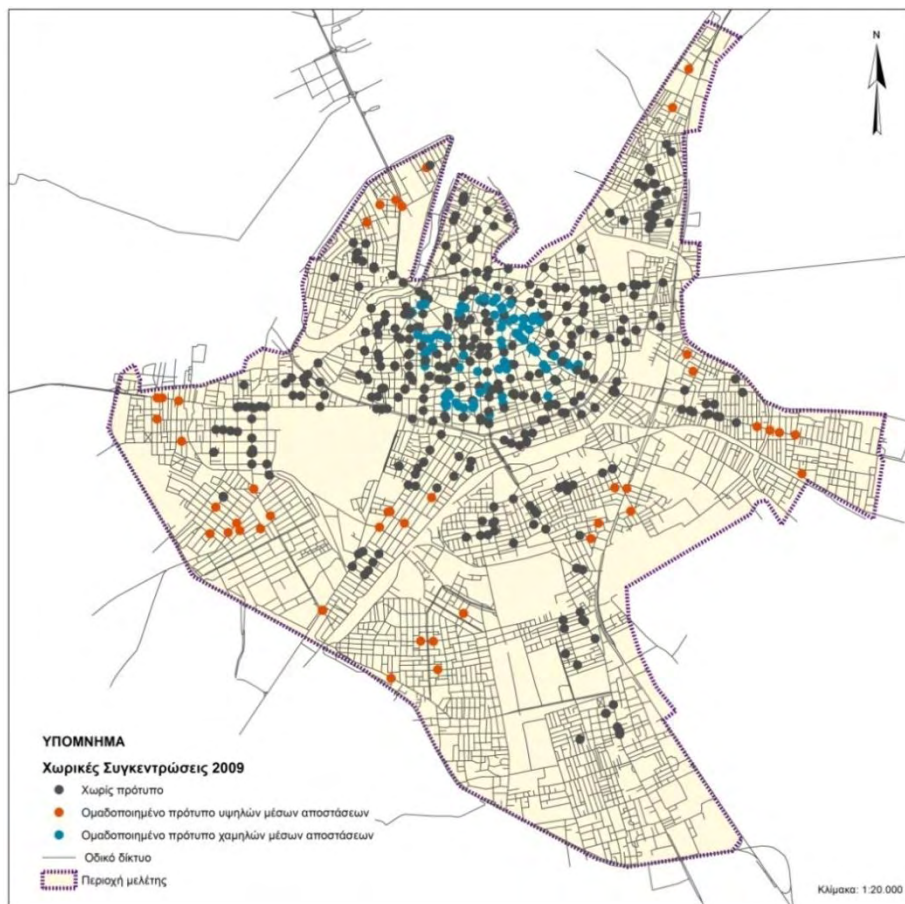 N
ΥΠΟΜΝΗΜΑ
Χωρικές Συγκεντρώσεις 2009
Χωρίς πρότυπο
Ομαδοποιημένο πρότυπο υψηλών μέσων αποστάσεων
Ομαδοποιημένο πρότυπο χαμηλών μέσων αποστάσεων
Οδικό δίκτυο
Περιοχή μελέτης
Κλίμακα: 1:20.000